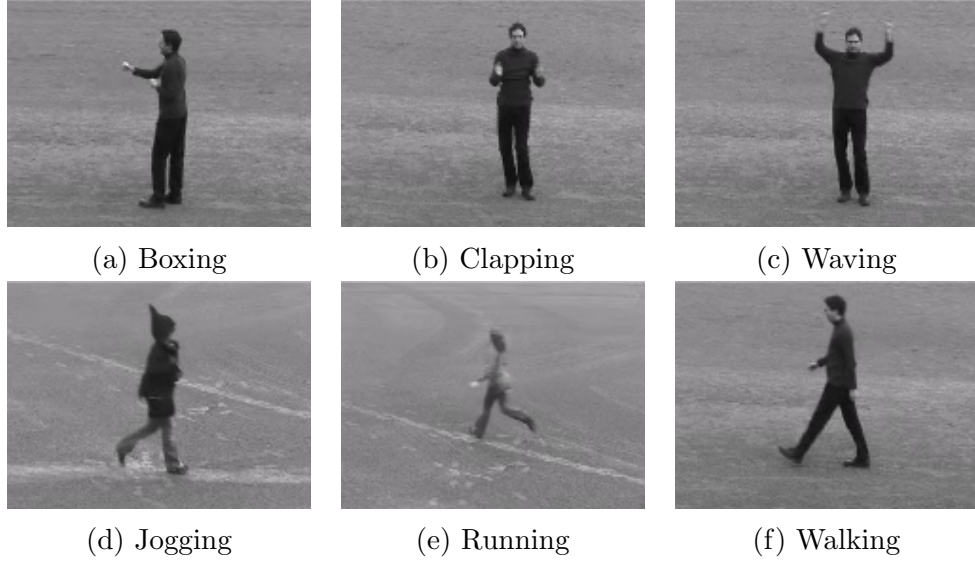 (a) Boxing
(b) Clapping
(c) Waving
(d) Jogging
(e) Running
(f) Walking